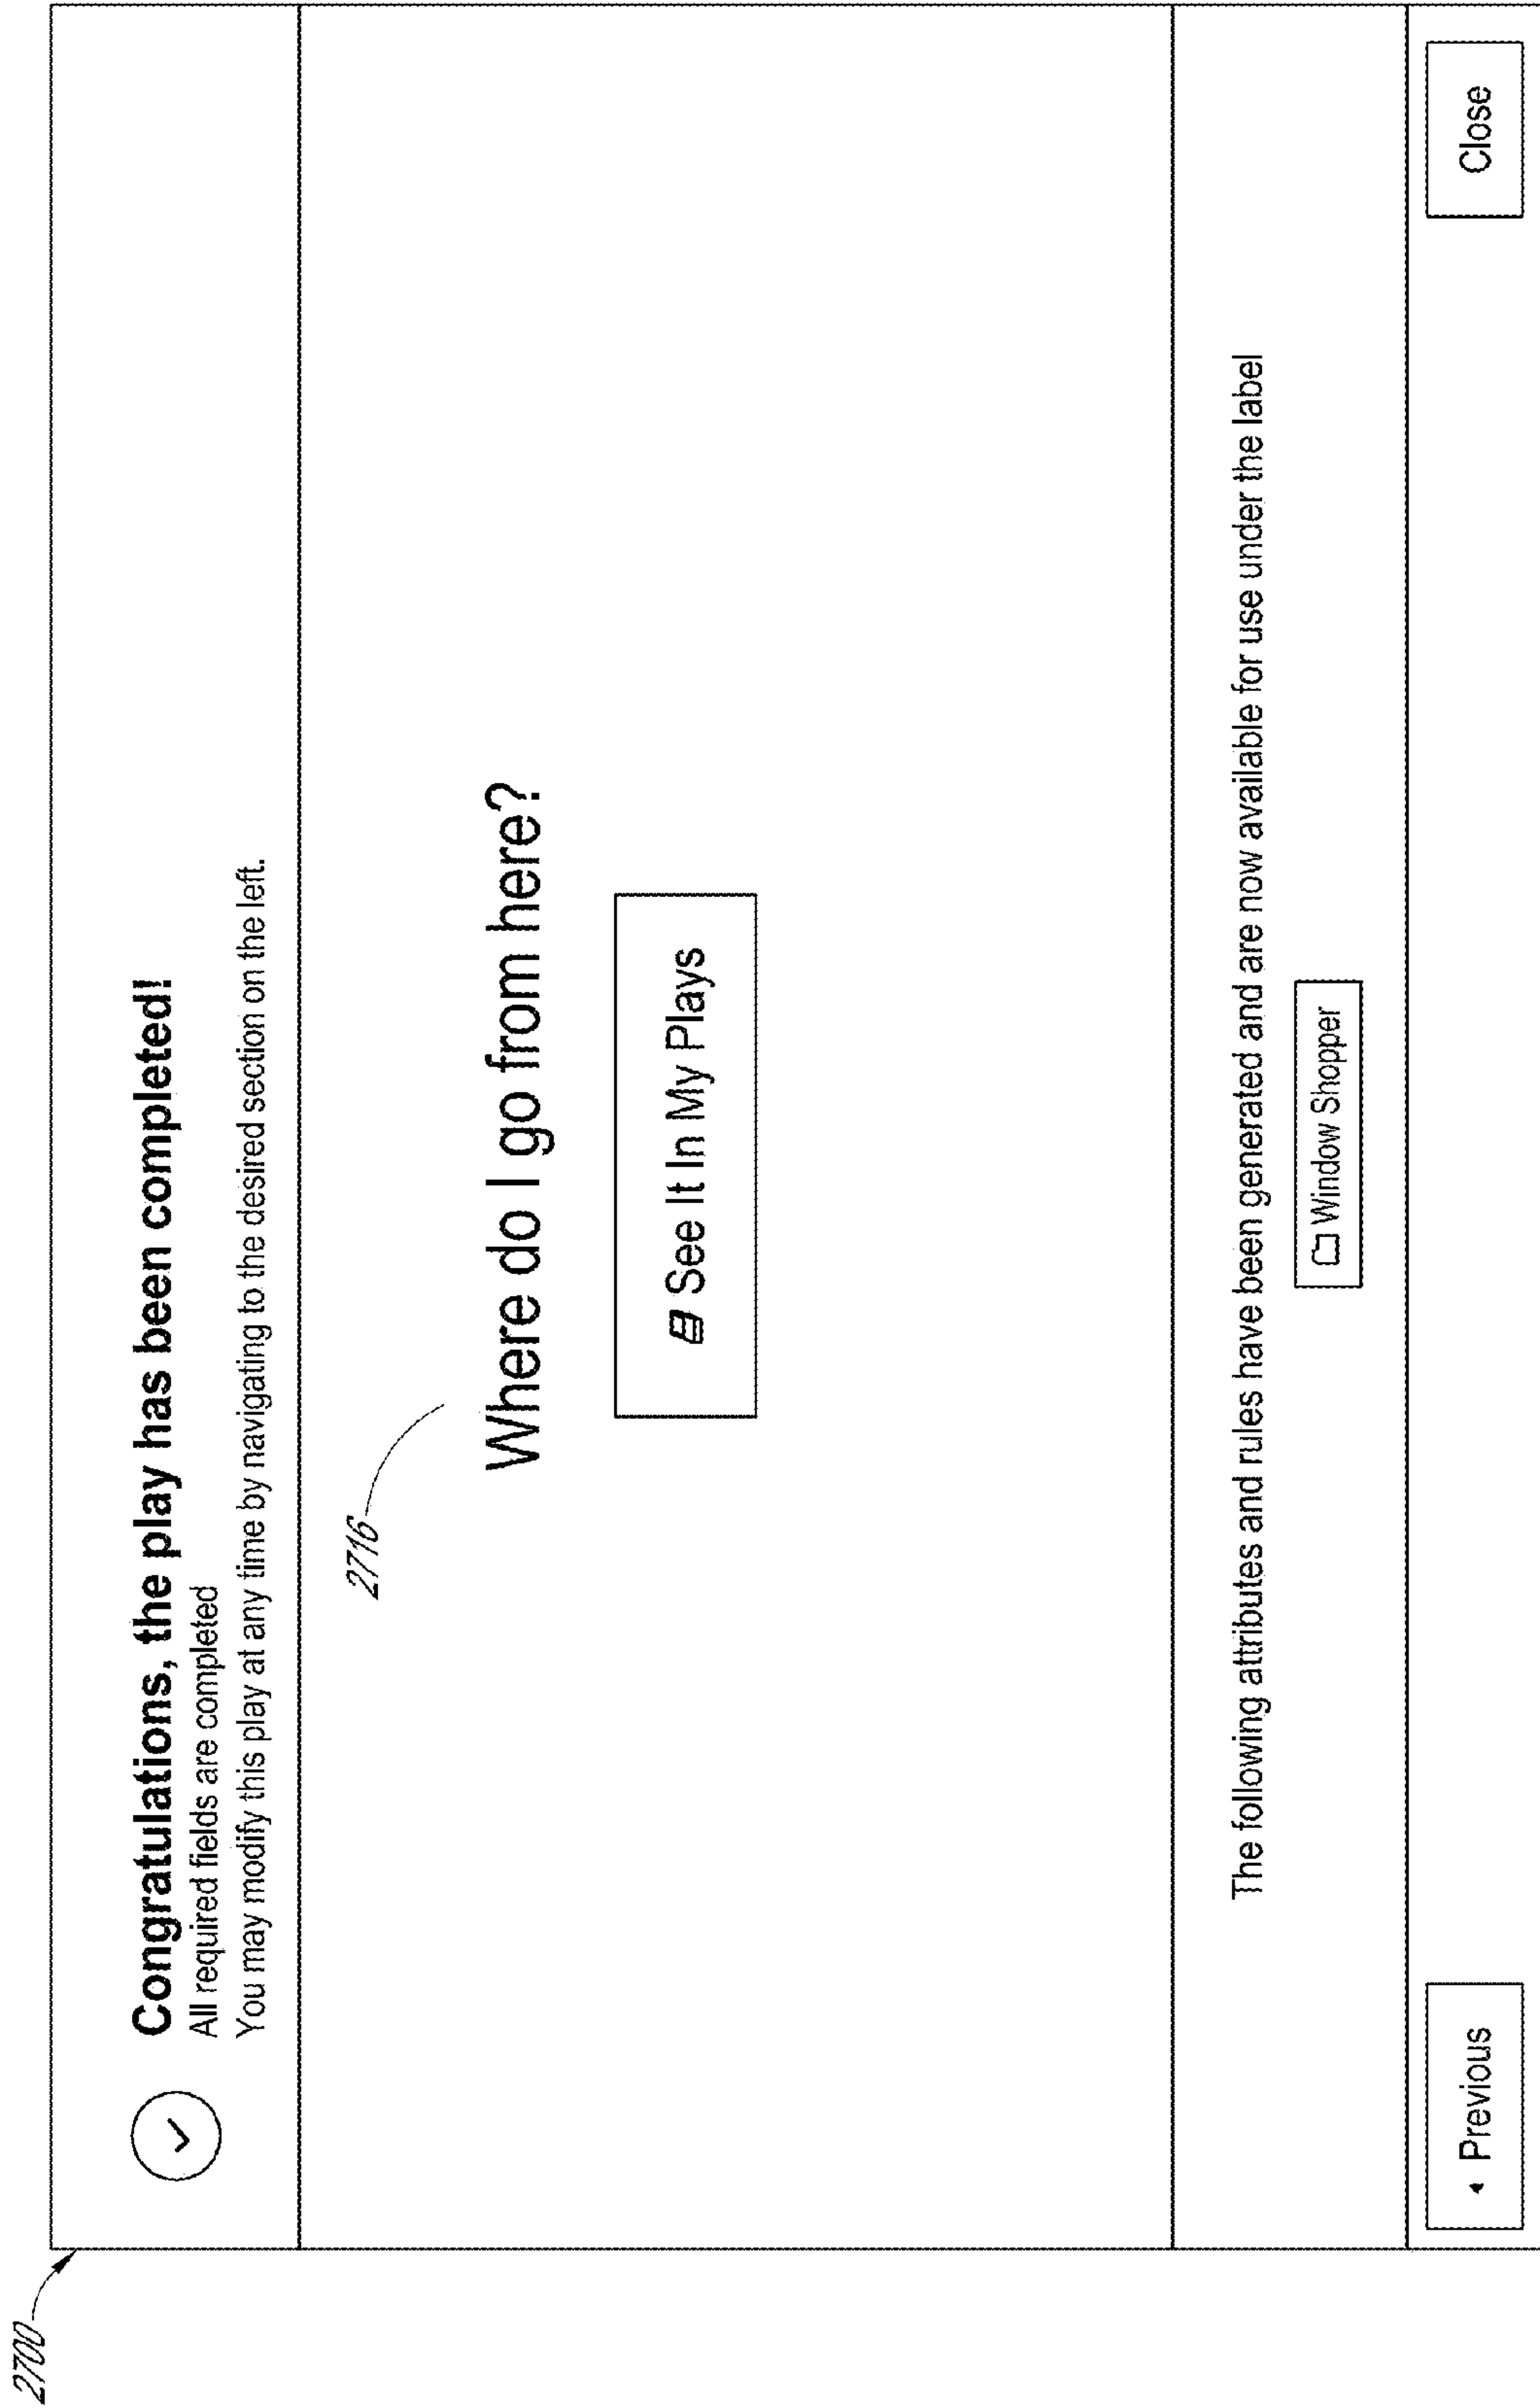 2700
Congratulations, the play has been completed!
All required fields are completed
You may modify this play at any time by navigating to the desired section on the left.
2716
Where do I go from here?
See It In My Plays
The following attributes and rules have been generated and are now available for use under the label
Window Shopper
Previous
Close